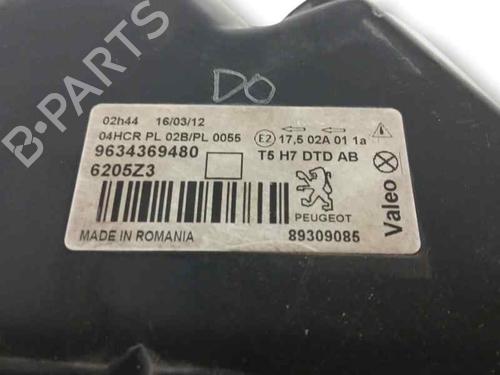 DO
02h44 16/03/12
04HCR PL 02B/PL 0055 E2 17,5 02A 01 1a
9634369480 T5 H7 DTD AB
6205Z3
PEUGEOT
MADE IN ROMANIA 89309085
Valeo
B-PARTS